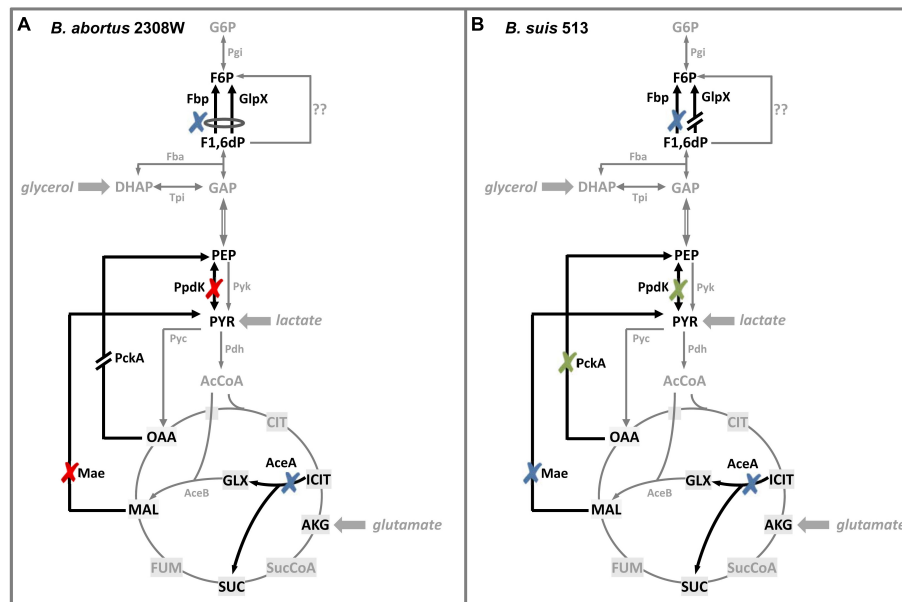 A B. abortus 2308W
G6P
Pgi
F6P
Fbp GlpX
??
F1,6dP
Fba
glycerol DHAP GAP
Tpi
PEP
PpdK Pyk
PYR lactate
Pyc Pdh
PckA
AcCoA
CIT
OAA
AceA
Mae GLX ICIT
AceB
MAL
AKG glutamate
FUM SucCoA
SUC
B B. suis 513
G6P
Pgi
F6P
Fbp GlpX
??
F1,6dP
Fba
glycerol DHAP GAP
Tpi
PEP
PpdK Pyk
PYR lactate
Pyc Pdh
PckA
AcCoA
CIT
OAA
AceA
Mae GLX ICIT
AceB
MAL
AKG glutamate
FUM SucCoA
SUC